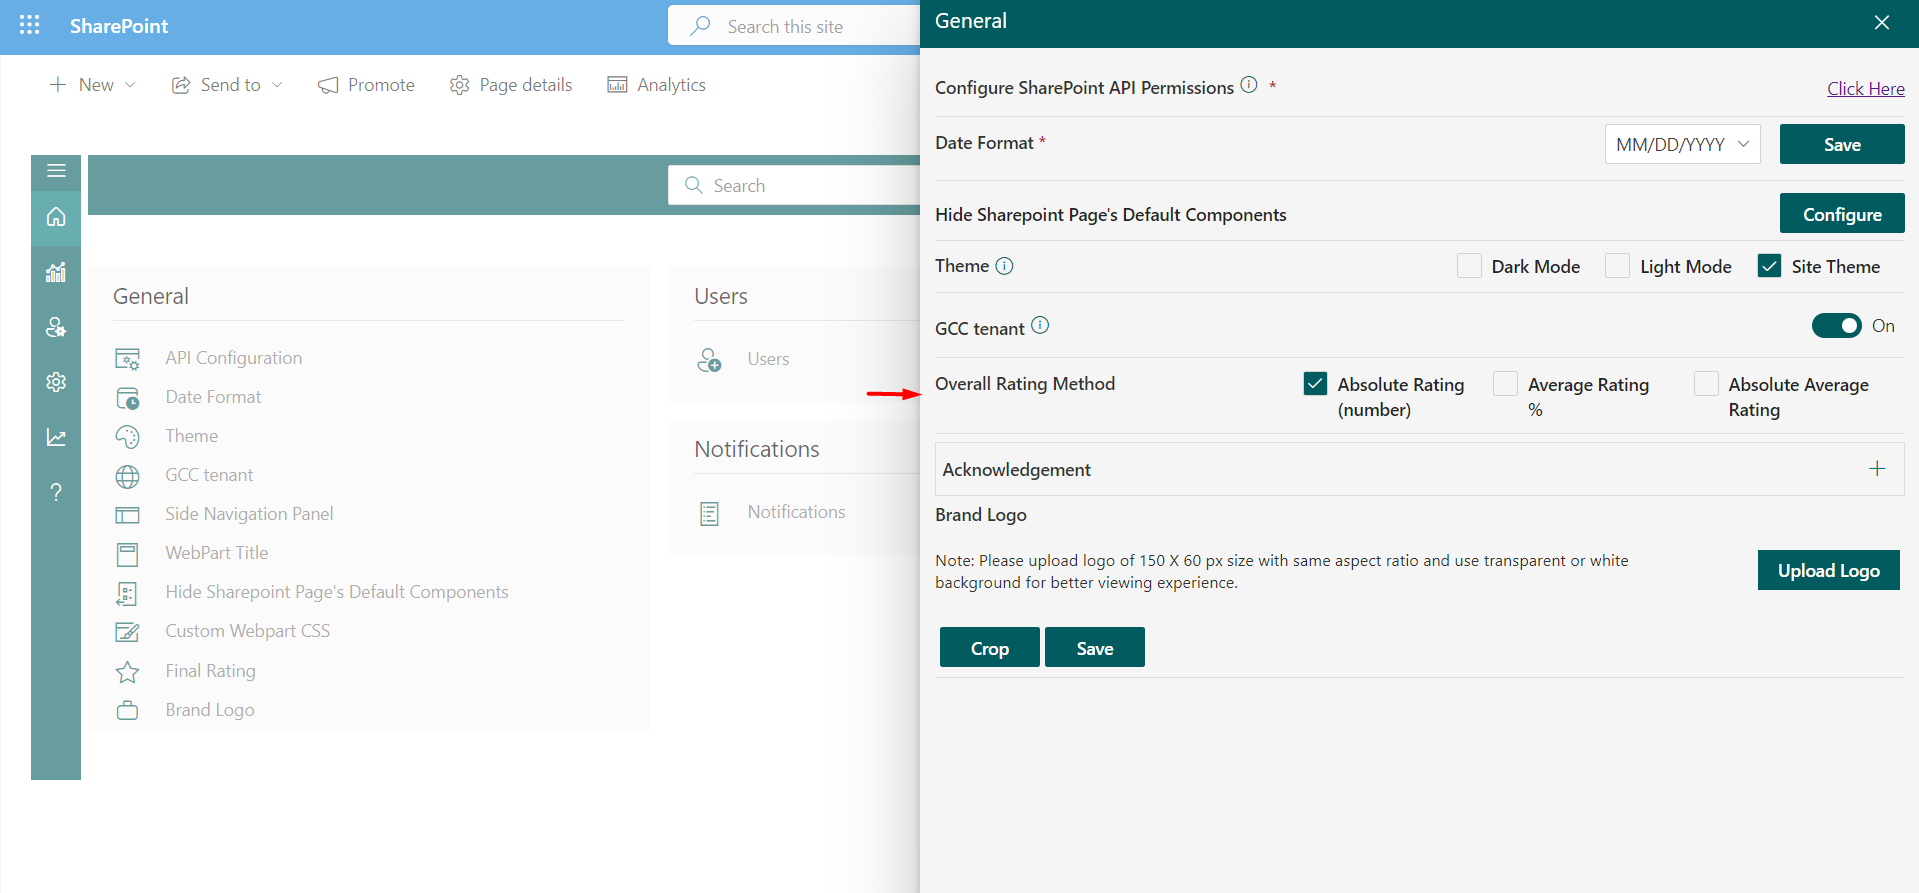 SharePoint
Search this site
New
Send to
Promote
Page details
Analytics
Search
General
API Configuration
Date Format
Theme
GCC tenant
Side Navigation Panel
WebPart Title
Hide Sharepoint Page's Default Components
Custom Webpart CSS
Final Rating
Brand Logo
Users
Users
Notifications
Notifications
General
Configure SharePoint API Permissions *
Click Here
Date Format *
MM/DD/YYYY
Save
Hide Sharepoint Page's Default Components
Configure
Theme
Dark Mode
Light Mode
Site Theme
GCC tenant
On
Overall Rating Method
Absolute Rating
(number)
Average Rating
%
Absolute Average
Rating
Acknowledgement
Brand Logo
Note: Please upload logo of 150 X 60 px size with same aspect ratio and use transparent or white
background for better viewing experience.
Upload Logo
Crop
Save